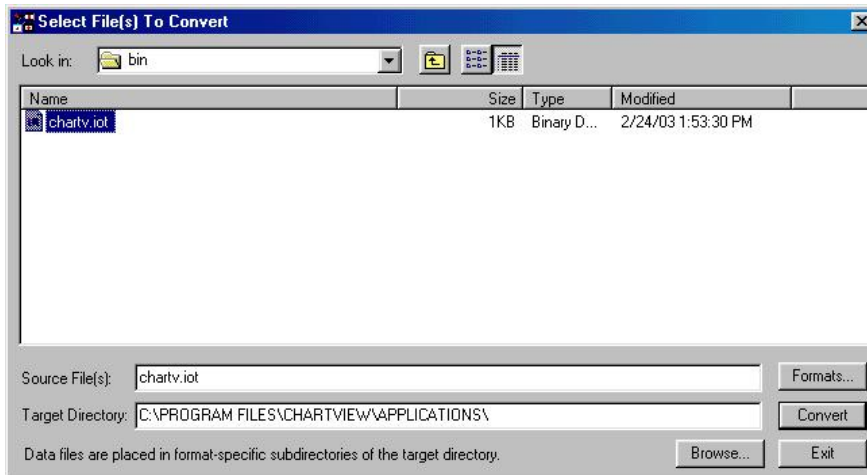 Select File(s) To Convert
Look in: bin
Name Size Type Modified
chartv.iot 1KB Binary D... 2/24/03 1:53:30 PM
Source File(s): chartv.iot Formats...
Target Directory: C:\PROGRAM FILES\CHARTVIEW\APPLICATIONS\ Convert
Data files are placed in format-specific subdirectories of the target directory. Browse... Exit